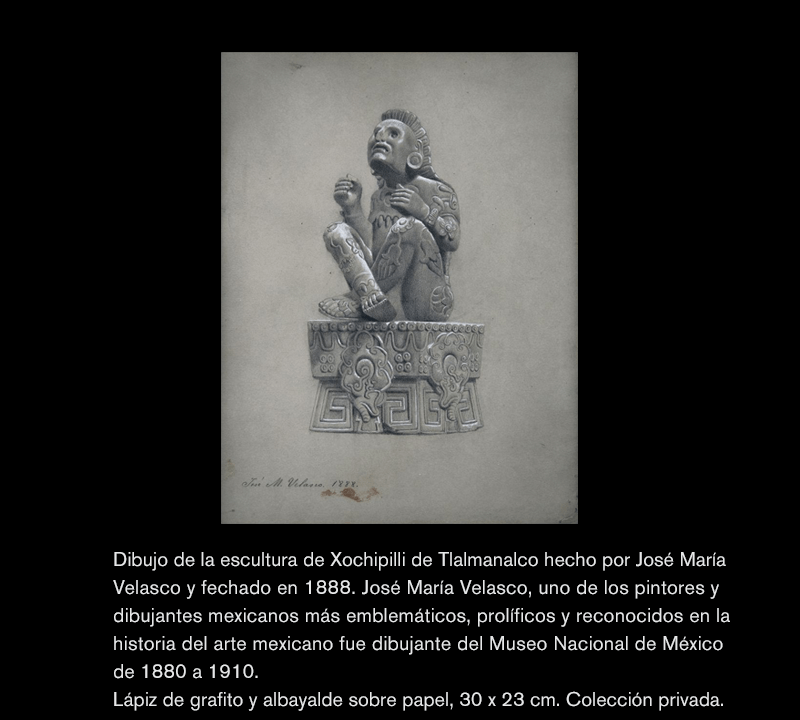 José M. Velasco. 1888.
Dibujo de la escultura de Xochipilli de Tlalmanalco hecho por José María
Velasco y fechado en 1888. José María Velasco, uno de los pintores y
dibujantes mexicanos más emblemáticos, prolíficos y reconocidos en la
historia del arte mexicano fue dibujante del Museo Nacional de México
de 1880 a 1910.
Lápiz de grafito y albayalde sobre papel, 30 x 23 cm. Colección privada.